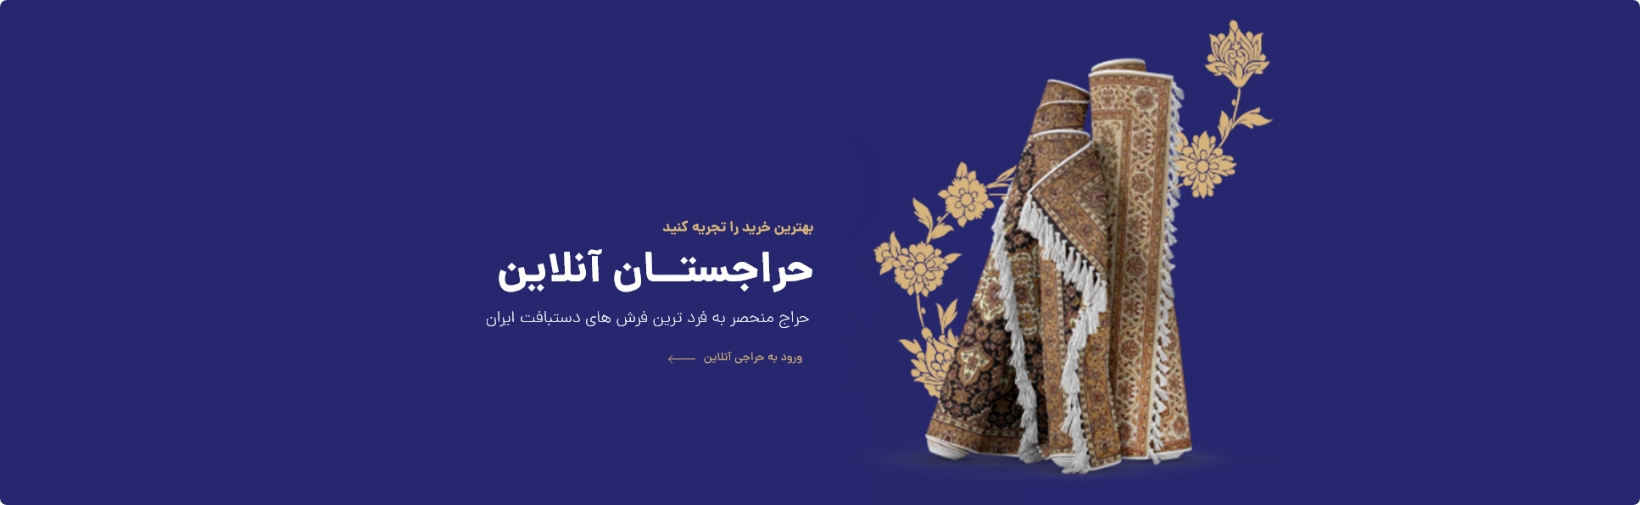 بهترین خرید را تجربه کنید
حراجستـــان آنلاین
حراج منحصر به فرد ترین فرش های دستبافت ایران
ورود به حراجی آنلاین